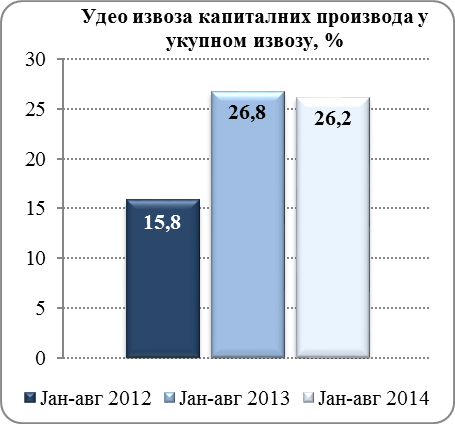 Удео извоза капиталних производа у
укупном извозу, %
30
25
20
15
10
5
0
15,8
26,8
26,2
Јан-авг 2012
Јан-авг 2013
Јан-авг 2014